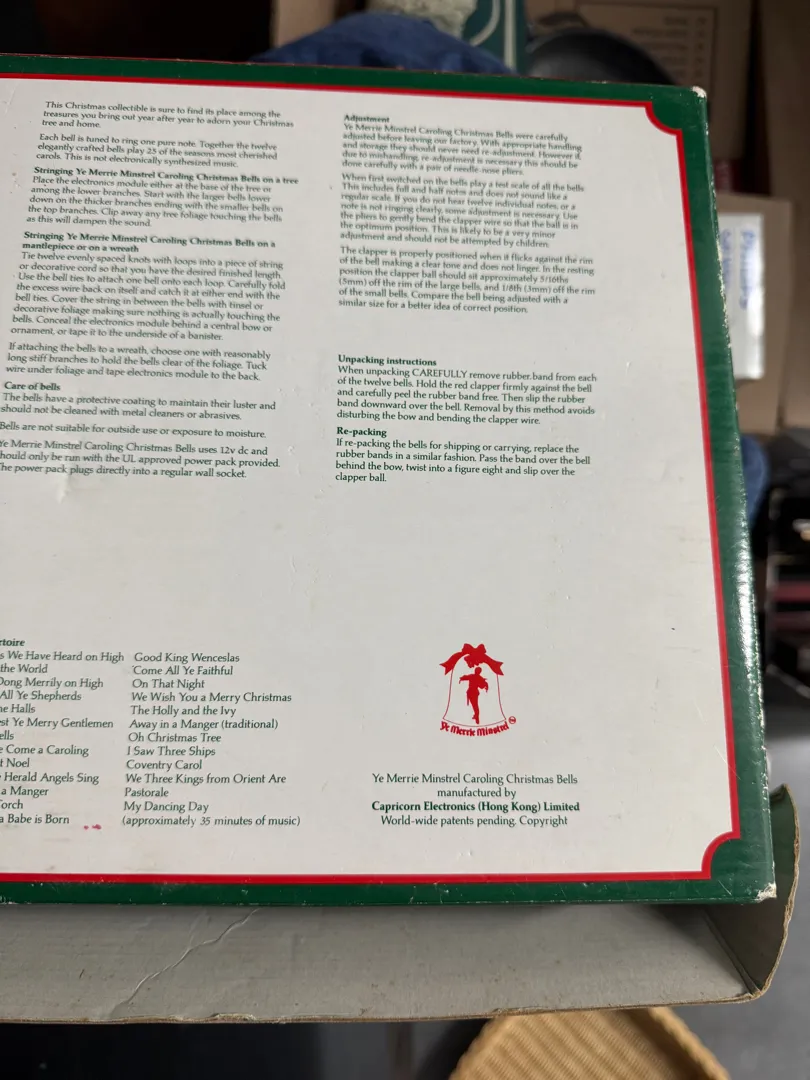 This Christmas collectible is sure to find its place among the
treasures you bring out year after year to adorn your Christmas
tree and home.
Each bell is tuned to ring one pure note. Together the twelve
elegantly crafted bells play 25 of the seasons most cherished
carols. This is not electronically synthesized music.
Stringing Ye Merrie Minstrel Caroling Christmas Bells on a tree
Place the electronics module either at the base of the tree or
among the lower branches. Start with the larger bells lower
down on the thicker branches ending with the smaller bells on
the top branches. Clip away any tree foliage touching the bells
as this will dampen the sound.
Stringing Ye Merrie Minstrel Caroling Christmas Bells on a
mantlepiece or on a wreath
Tie twelve evenly spaced knots with loops into a piece of string
or decorative cord so that you have the desired finished length.
Use the bell ties to attach one bell onto each loop. Carefully fold
the excess wire back on itself and catch it at either end with the
bell ties. Cover the string in between the bells with tinsel or
decorative foliage making sure nothing is actually touching the
bells. Conceal the electronics module behind a central bow or
ornament, or tape it to the underside of a banister.
If attaching the bells to a wreath, choose one with reasonably
long stiff branches to hold the bells clear of the foliage. Tuck
wire under foliage and tape electronics module to the back.
Care of bells
The bells have a protective coating to maintain their luster and
should not be cleaned with metal cleaners or abrasives.
Bells are not suitable for outside use or exposure to moisture.
Ye Merrie Minstrel Caroling Christmas Bells uses 12v dc and
hould only be run with the UL approved power pack provided.
he power pack plugs directly into a regular wall socket.
Adjustment
Ye Merrie Minstrel Caroling Christmas Bells were carefully
adjusted before leaving our factory. With appropriate handling
and storage they should never need re-adjustment. However if,
due to mishandling, re-adjustment is necessary this should be
done carefully with a pair of needle-nose pliers.
When first switched on the bells play a test scale of all the bells.
This includes full and half notes and does not sound like a
regular scale. If you do not hear twelve individual notes, or a
note is not ringing clearly, some adjustment is necessary. Use
the pliers to gently bend the clapper wire so that the ball is in
the optimum position. This is likely to be a very minor
adjustment and should not be attempted by children.
The clapper is properly positioned when it flicks against the rim
of the bell making a clear tone and does not linger. In the resting
position the clapper ball should sit approximately 5/16ths
(5mm) off the rim of the large bells, and 1/8th (3mm) off the rim
of the small bells. Compare the bell being adjusted with a
similar size for a better idea of correct position.
Unpacking instructions
When unpacking CAREFULLY remove rubber band from each
of the twelve bells. Hold the red clapper firmly against the bell
and carefully peel the rubber band free. Then slip the rubber
band downward over the bell. Removal by this method avoids
disturbing the bow and bending the clapper wire.
Re-packing
If re-packing the bells for shipping or carrying, replace the
rubber bands in a similar fashion. Pass the band over the bell
behind the bow, twist into a figure eight and slip over the
clapper ball.
rtoire
s We Have Heard on High
the World
Dong Merrily on High
All Ye Shepherds
he Halls
st Ye Merry Gentlemen
ells
e Come a Caroling
t Noel
Herald Angels Sing
a Manger
orch
a Babe is Born
Good King Wenceslas
Come All Ye Faithful
On That Night
We Wish You a Merry Christmas
The Holly and the Ivy
Away in a Manger (traditional)
Oh Christmas Tree
I Saw Three Ships
Coventry Carol
We Three Kings from Orient Are
Pastorale
My Dancing Day
(approximately 35 minutes of music)
Ye Merrie Minstrel
Ye Merrie Minstrel Caroling Christmas Bells
manufactured by
Capricorn Electronics (Hong Kong) Limited
World-wide patents pending. Copyright